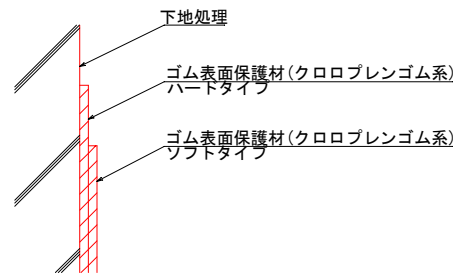 下地処理
ゴム表面保護材(クロロプレンゴム系)
ハードタイプ
ゴム表面保護材(クロロプレンゴム系)
ソフトタイプ